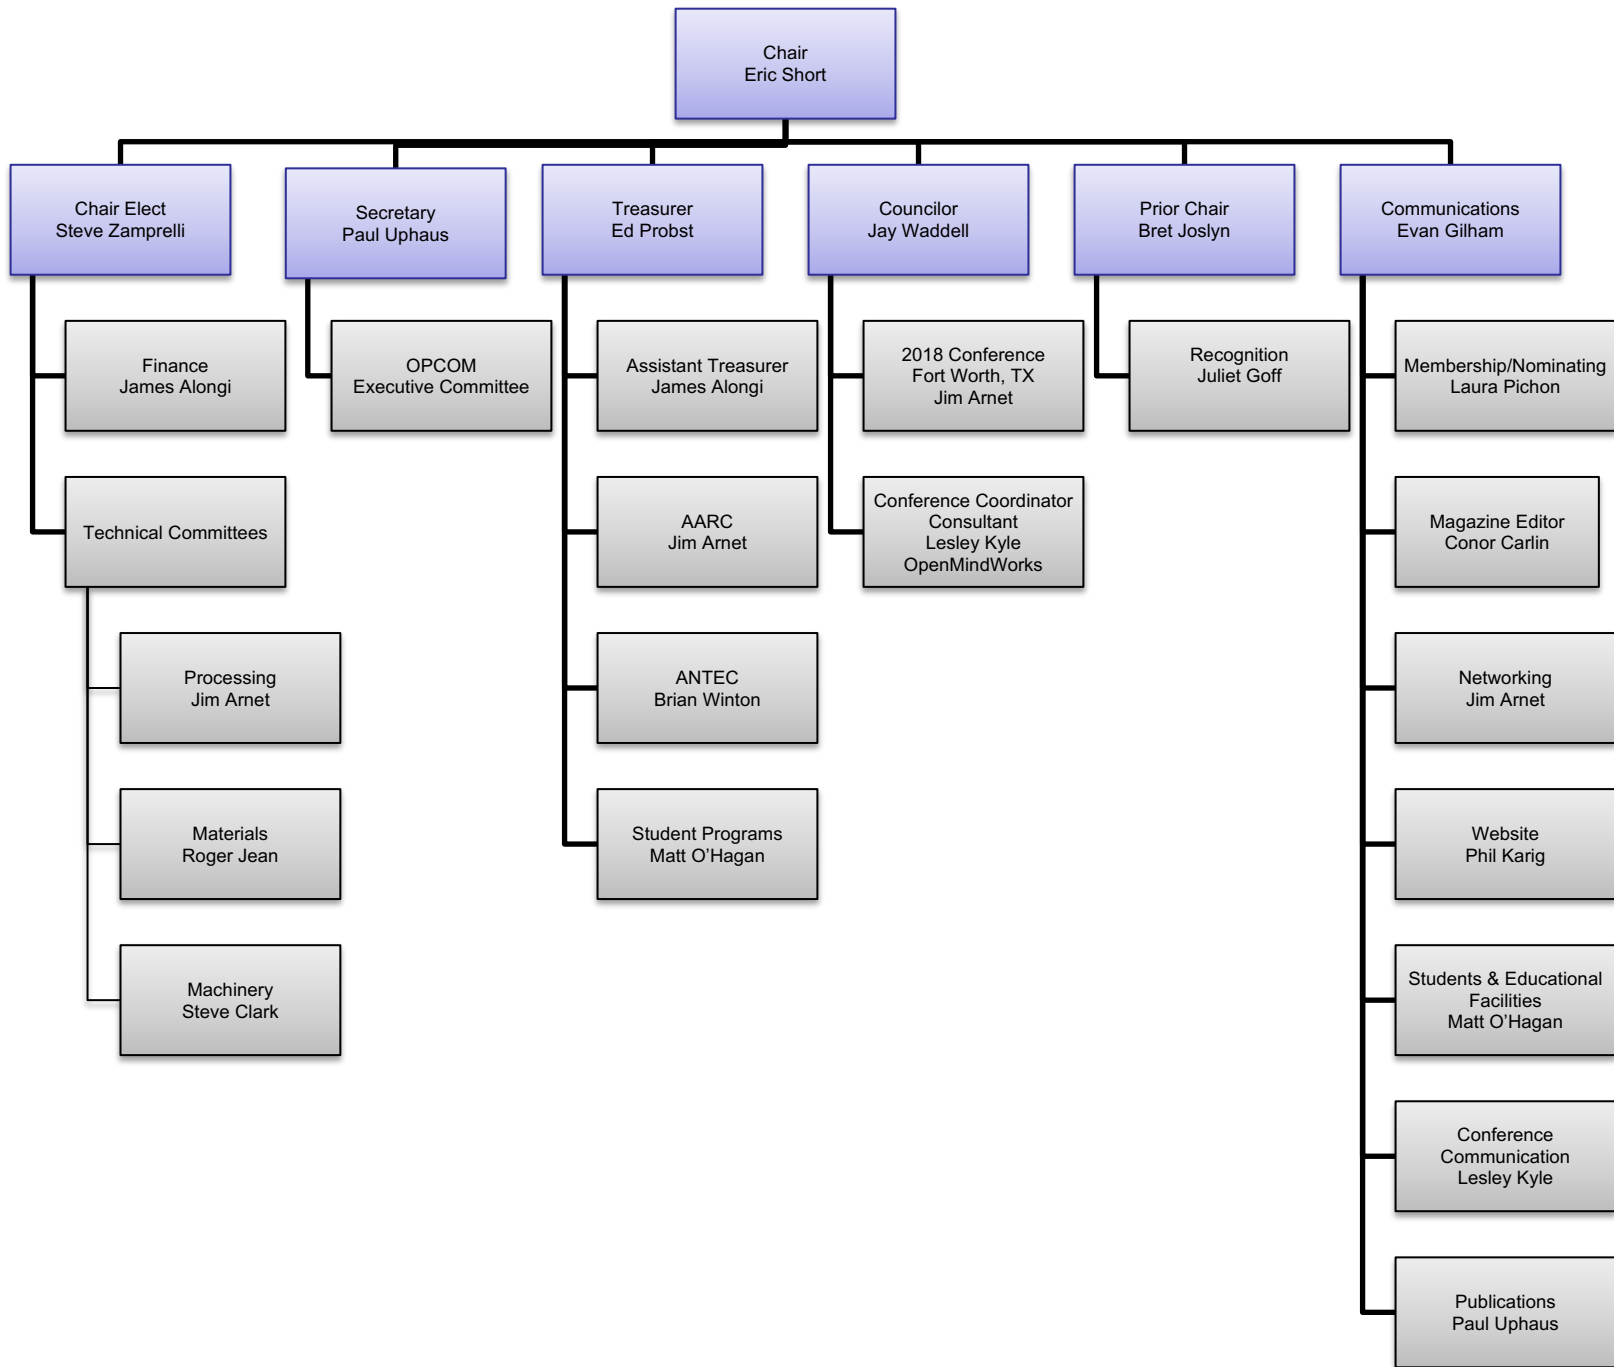 Chair
Eric Short
Chair Elect
Steve Zamprelli
Secretary
Paul Uphaus
Treasurer
Ed Probst
Councilor
Jay Waddell
Prior Chair
Bret Joslyn
Communications
Evan Gilham
Finance
James Alongi
Technical Committees
Processing
Jim Arnet
Materials
Roger Jean
Machinery
Steve Clark
OPCOM
Executive Committee
Assistant Treasurer
James Alongi
AARC
Jim Arnet
ANTEC
Brian Winton
Student Programs
Matt O’Hagan
2018 Conference
Fort Worth, TX
Jim Arnet
Conference Coordinator
Consultant
Lesley Kyle
OpenMindWorks
Recognition
Juliet Goff
Membership/Nominating
Laura Pichon
Magazine Editor
Conor Carlin
Networking
Jim Arnet
Website
Phil Karig
Students & Educational
Facilities
Matt O’Hagan
Conference
Communication
Lesley Kyle
Publications
Paul Uphaus